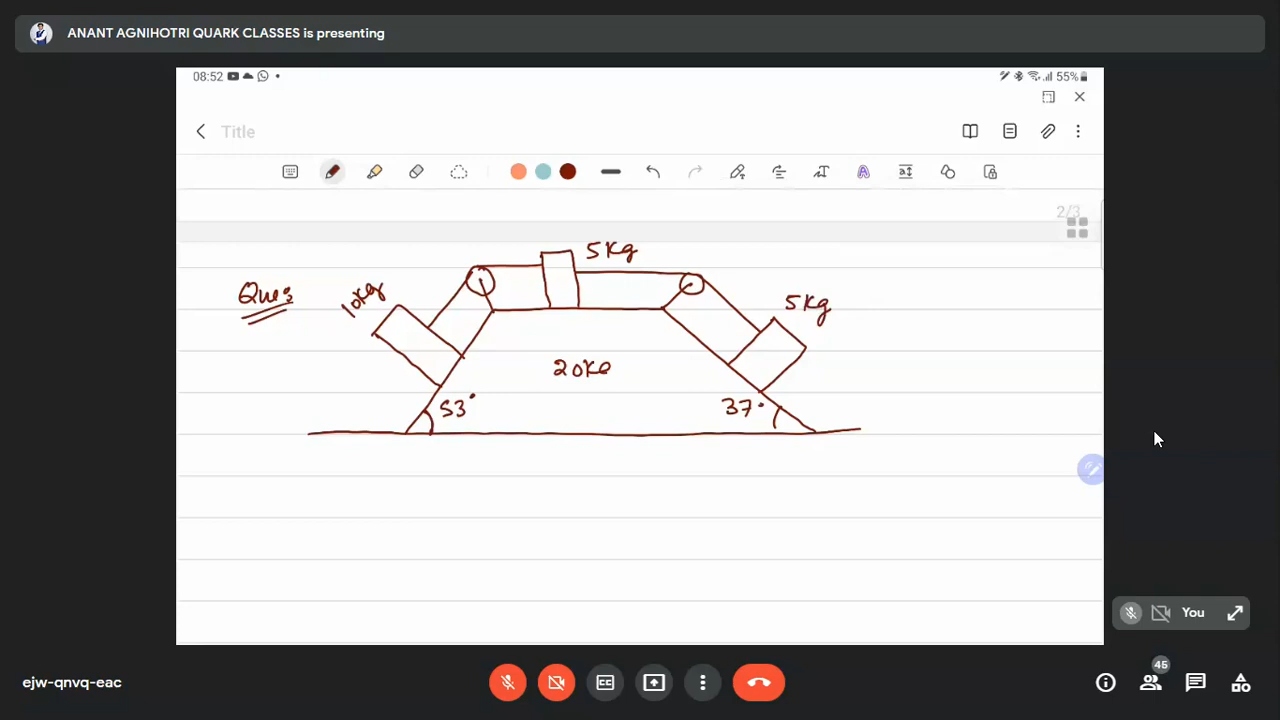 ANANT AGNIHOTRI QUARK CLASSES is presenting
08:52
55%
Title
2/3
Ques
10kg
5kg
5kg
20kg
53°
37°
You
ejw-qnvq-eac
CC
45